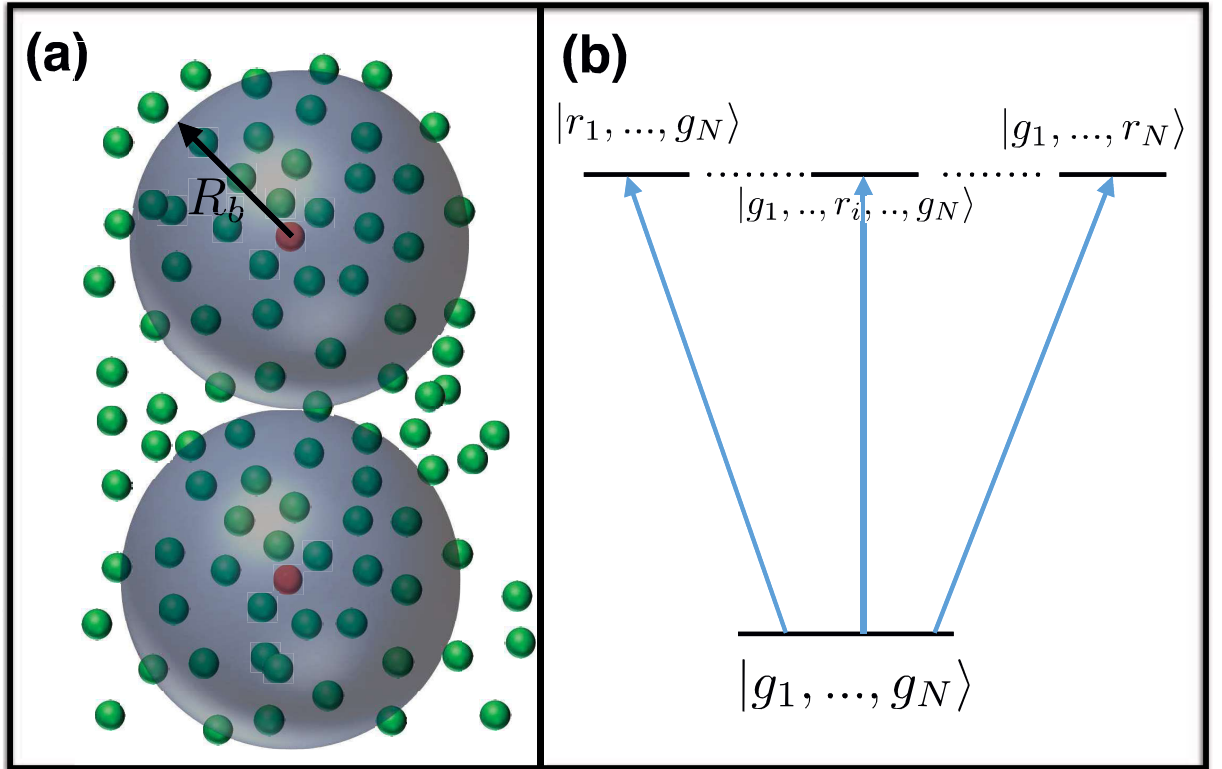 (a)
R_b
(b)
|r_1, ..., g_N⟩
|g_1, ..., r_N⟩
|g_1, .., r_i, .., g_N⟩
|g_1, ..., g_N⟩